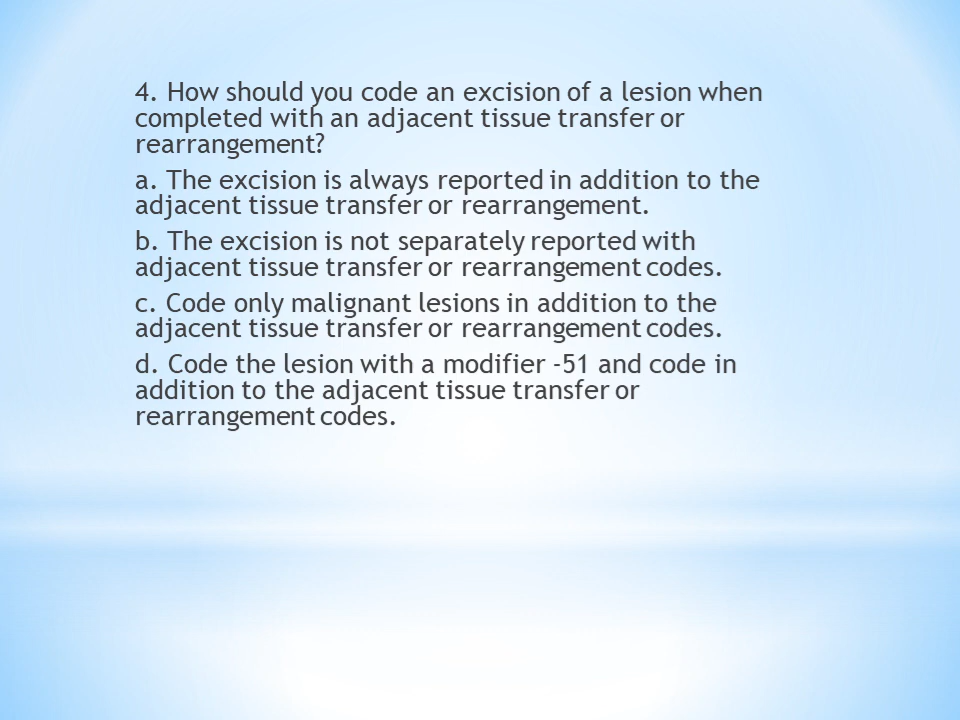 4. How should you code an excision of a lesion when
completed with an adjacent tissue transfer or
rearrangement?
a. The excision is always reported in addition to the
adjacent tissue transfer or rearrangement.
b. The excision is not separately reported with
adjacent tissue transfer or rearrangement codes.
c. Code only malignant lesions in addition to the
adjacent tissue transfer or rearrangement codes.
d. Code the lesion with a modifier -51 and code in
addition to the adjacent tissue transfer or
rearrangement codes.